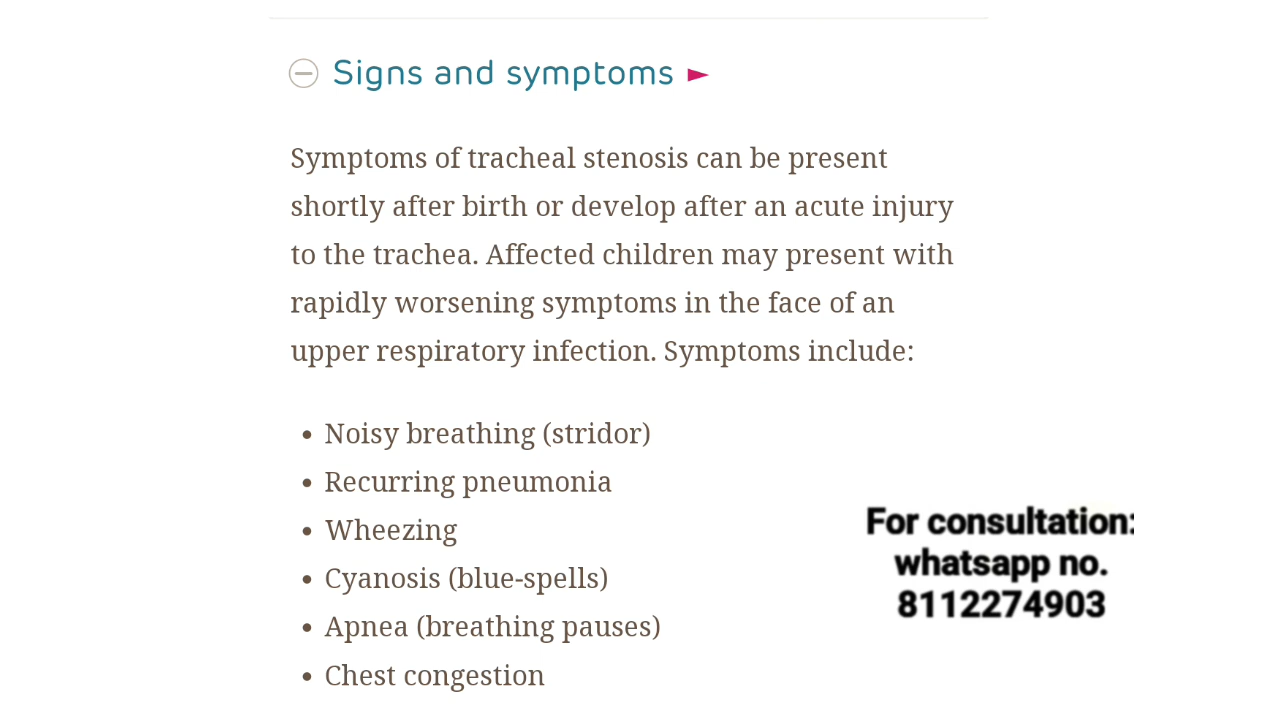 Signs and symptoms
Symptoms of tracheal stenosis can be present
shortly after birth or develop after an acute injury
to the trachea. Affected children may present with
rapidly worsening symptoms in the face of an
upper respiratory infection. Symptoms include:
• Noisy breathing (stridor)
• Recurring pneumonia
• Wheezing
• Cyanosis (blue-spells)
• Apnea (breathing pauses)
• Chest congestion
For consultation:
whatsapp no.
8112274903